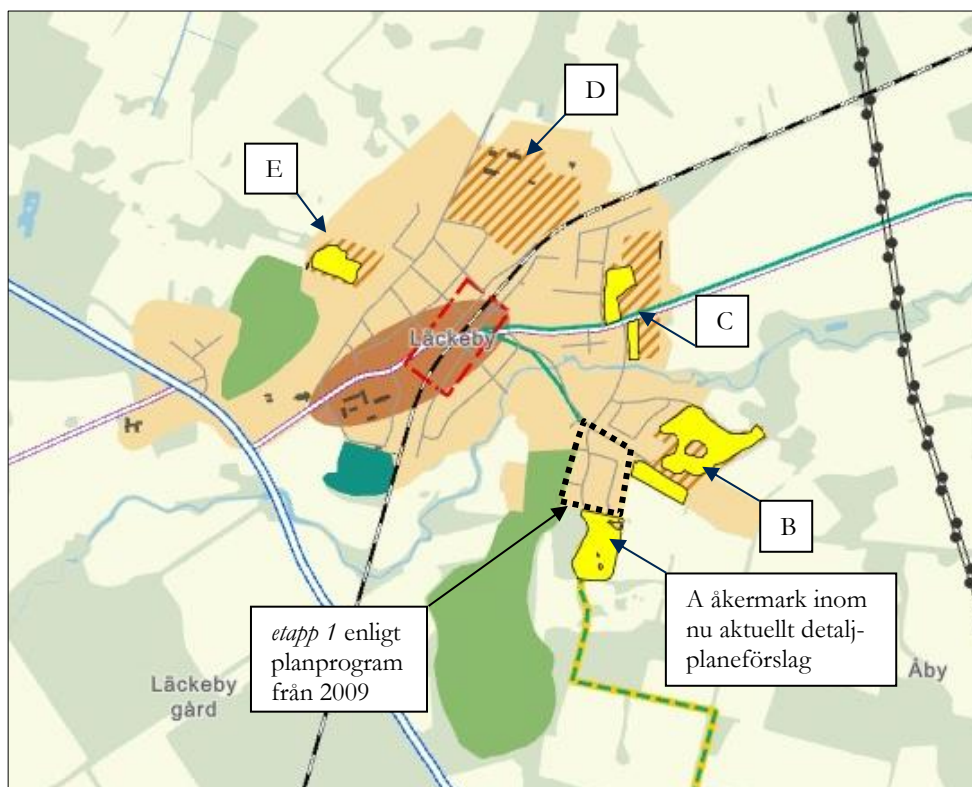 D
E
Läckeby
C
B
etapp 1 enligt
planprogram
från 2009
A åkermark inom
nu aktuellt detalj-
planeförslag
Läckeby
gård
Åby